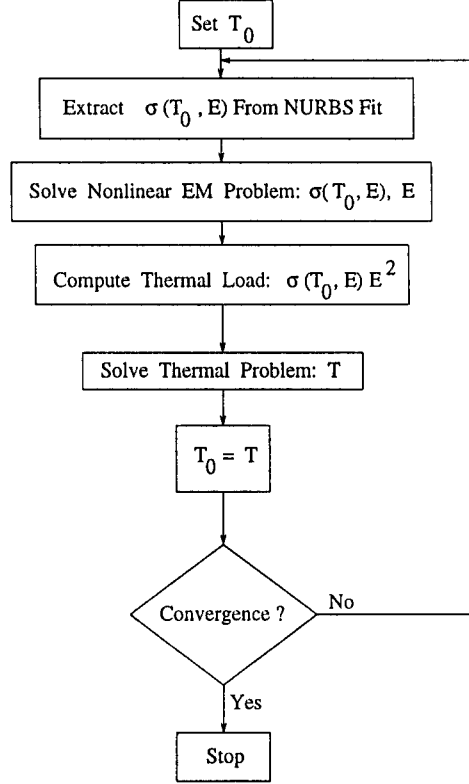 Set T₀
Extract σ (T₀ , E) From NURBS Fit
Solve Nonlinear EM Problem: σ(T₀, E), E
Compute Thermal Load: σ (T₀, E) E²
Solve Thermal Problem: T
T₀ = T
Convergence ?
No
Yes
Stop